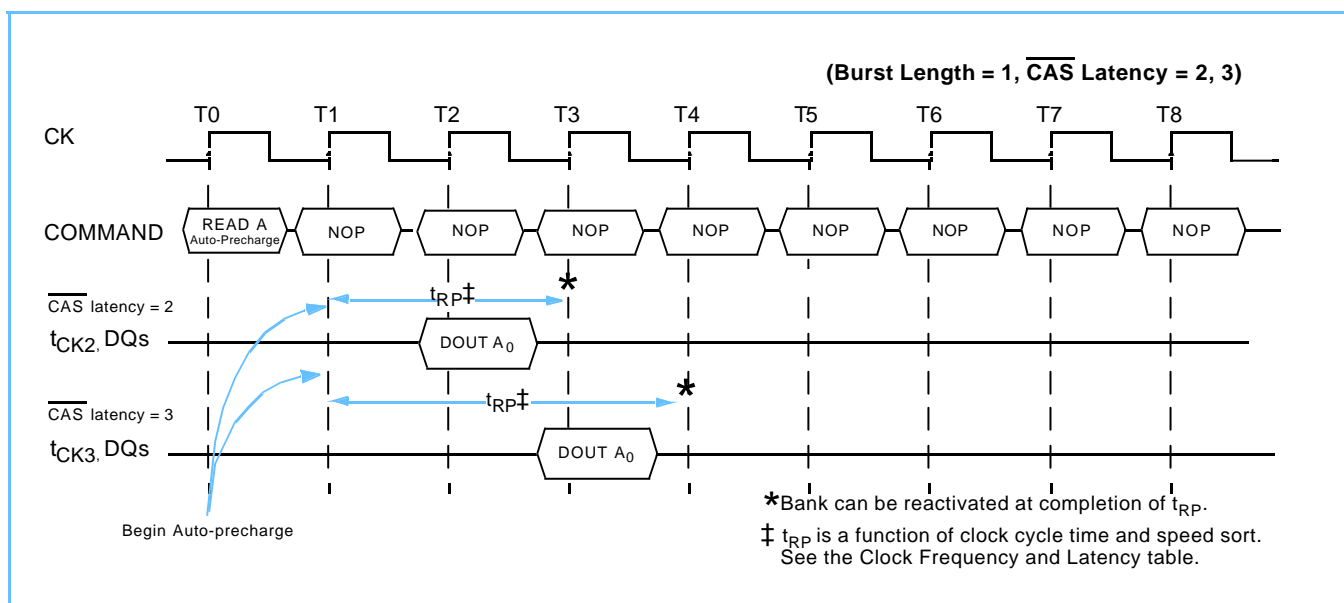 (Burst Length = 1, CAS Latency = 2, 3)
T0 T1 T2 T3 T4 T5 T6 T7 T8
CK
COMMAND
READ A
Auto-Precharge
NOP NOP NOP NOP NOP NOP NOP NOP
*
tRP‡
CAS latency = 2
tCK2, DQs
DOUT A0
*
tRP‡
CAS latency = 3
tCK3, DQs
DOUT A0
Begin Auto-precharge
*Bank can be reactivated at completion of tRP.
‡ tRP is a function of clock cycle time and speed sort.
See the Clock Frequency and Latency table.